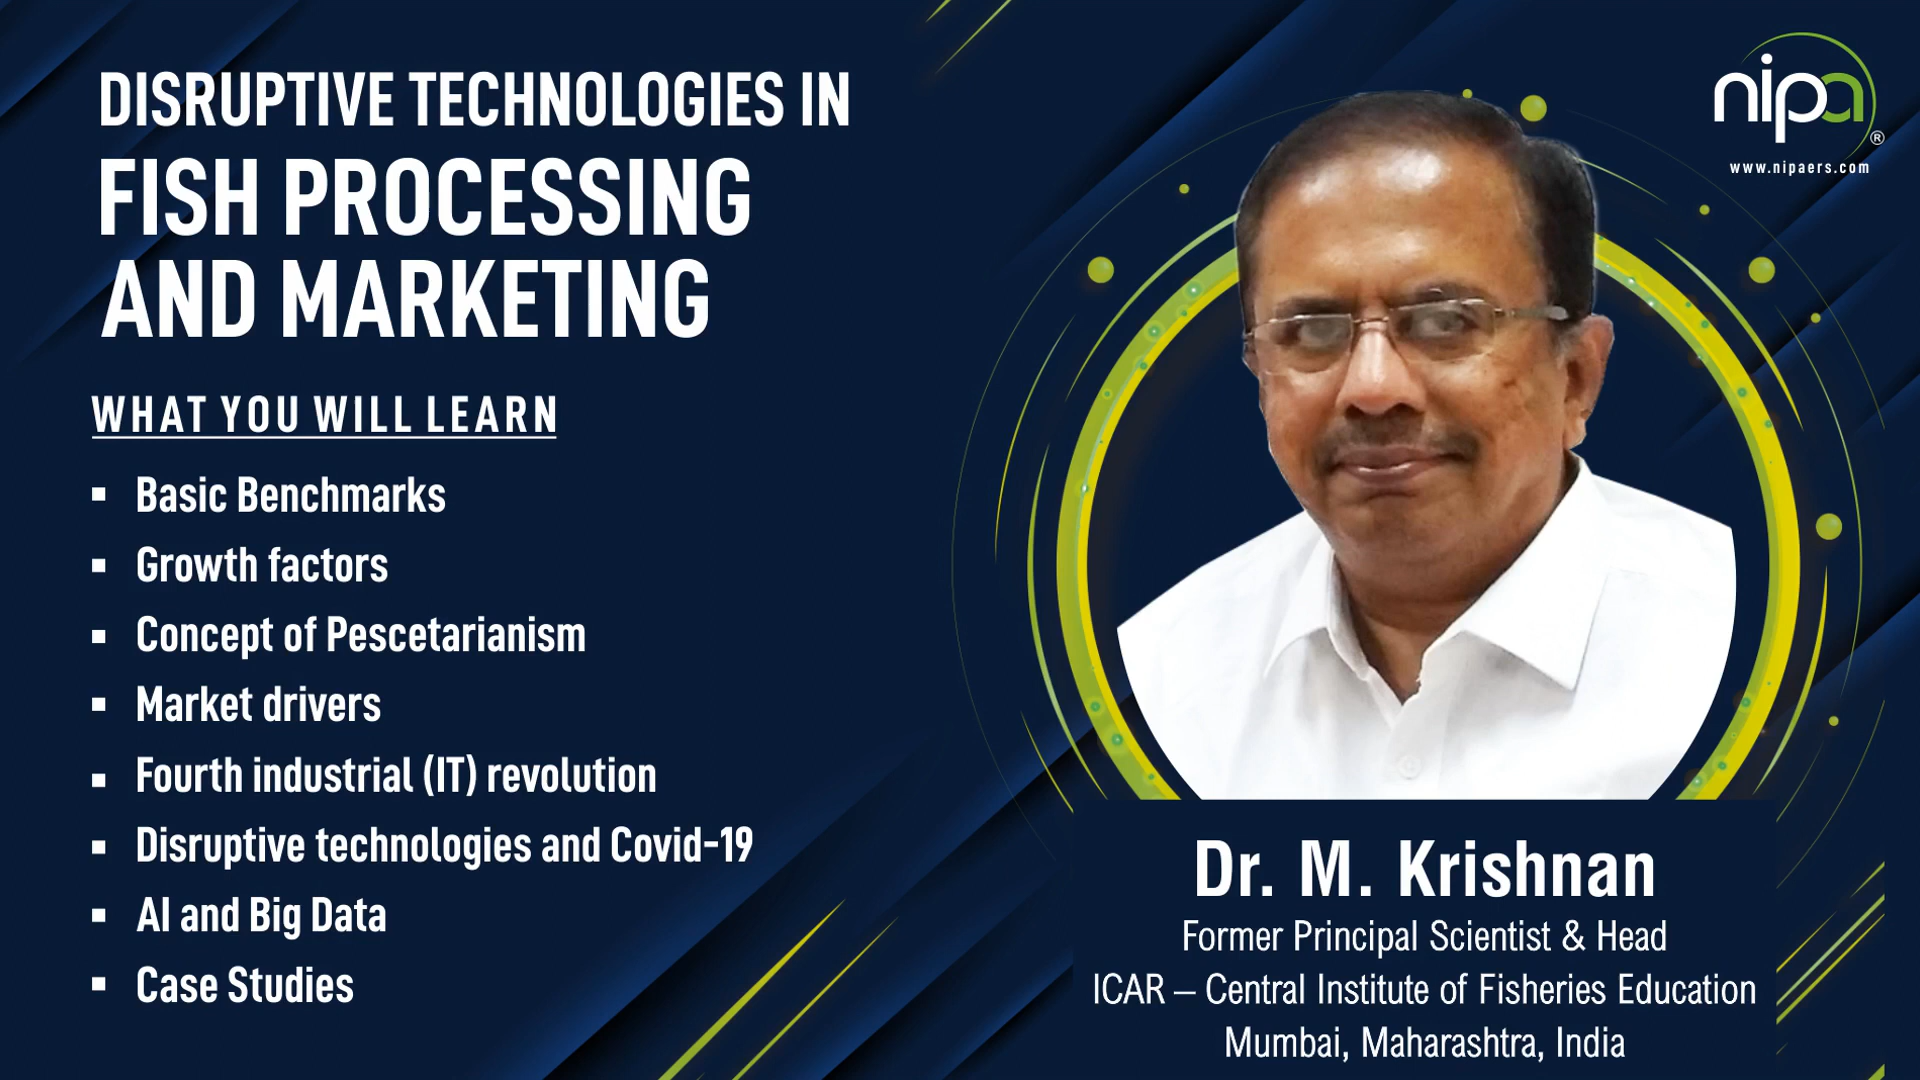 DISRUPTIVE TECHNOLOGIES IN
FISH PROCESSING
AND MARKETING
WHAT YOU WILL LEARN
▪ Basic Benchmarks
▪ Growth factors
▪ Concept of Pescetarianism
▪ Market drivers
▪ Fourth industrial (IT) revolution
▪ Disruptive technologies and Covid-19
▪ AI and Big Data
▪ Case Studies
nipa®
www.nipaers.com
Dr. M. Krishnan
Former Principal Scientist & Head
ICAR – Central Institute of Fisheries Education
Mumbai, Maharashtra, India